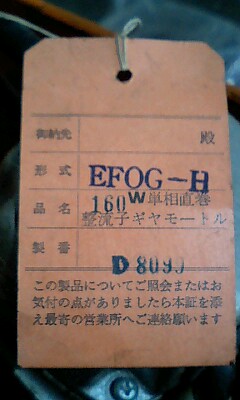 御納先 殿
形式 EFOG-H
品名 160W単相直巻
整流子ギヤモートル
製番 D 8090
この製品についてご照会またはお
気付の点がありましたら本証を添
え最寄の営業所へご連絡願います